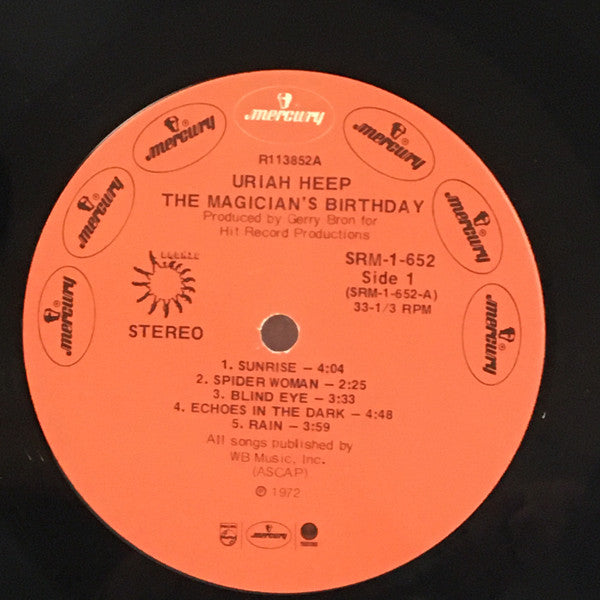 mercury
mercury
mercury
mercury
mercury
mercury
mercury
R113852A
URIAH HEEP
THE MAGICIAN'S BIRTHDAY
Produced by Gerry Bron for
Hit Record Productions
SRM-1-652
Side 1
(SRM-1-652-A)
33-1/3 RPM
BRONZE
STEREO
1. SUNRISE — 4:04
2. SPIDER WOMAN — 2:25
3. BLIND EYE — 3:33
4. ECHOES IN THE DARK — 4:48
5. RAIN — 3:59
All songs published by
WB Music, Inc.
(ASCAP)
℗ 1972
PHILIPS
mercury